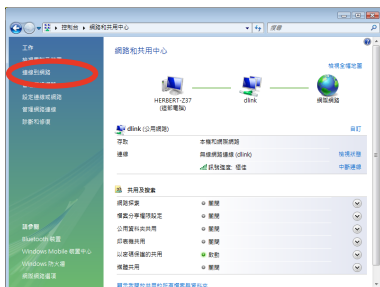 控制台 ▸ 網路和共用中心
搜尋
工作
連線到網路
設定連線或網路
管理網路連線
診斷和修復
請參閱
Bluetooth 裝置
Windows Mobile 裝置中心
Windows 防火牆
網際網路選項
網路和共用中心
檢視全幅地圖
HERBERT-Z37
(這部電腦)
dlink
網際網路
dlink (公用網路)
自訂
存取
本機和網際網路
連線
無線網路連線 (dlink)
檢視狀態
訊號強度: 極佳
中斷連線
共用及搜索
網路探索
關閉
檔案分享權限設定
關閉
公用資料夾共用
關閉
印表機共用
關閉
以密碼保護的共用
啟動
媒體共用
關閉